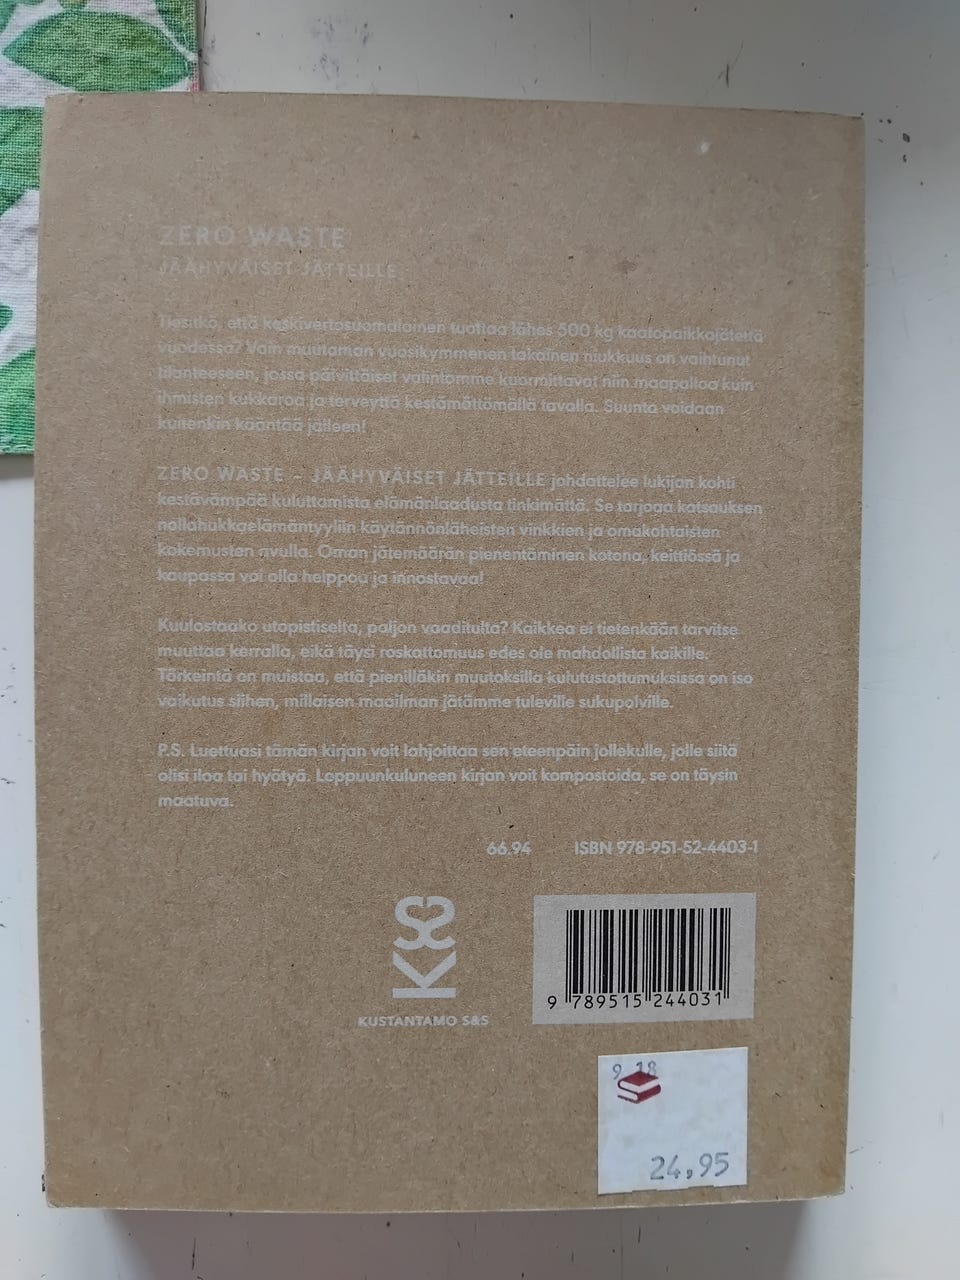 ZERO WASTE
JÄÄHYVÄISET JÄTTEILLE
Tiesitkö, että keskivertosuomalainen tuottaa lähes 500 kg kaatopaikkajätettä
vuodessa? Vain muutaman vuosikymmenen takainen niukkuus on vaihtunut
tilanteeseen, jossa päivittäiset valintamme kuormittavat niin maapalloa kuin
ihmisten kukkaroa ja terveyttä kestämättömällä tavalla. Suunta voidaan
kuitenkin kääntää jälleen!
ZERO WASTE – JÄÄHYVÄISET JÄTTEILLE johdattelee lukijan kohti
kestävämpää kuluttamista elämänlaadusta tinkimättä. Se tarjoaa katsauksen
nollahukkaelämäntyyliin käytännönläheisten vinkkien ja omakohtaisten
kokemusten avulla. Oman jätemäärän pienentäminen kotona, keittiössä ja
kaupassa voi olla helppoa ja innostavaa!
Kuulostaako utopistiselta, paljon vaaditulta? Kaikkea ei tietenkään tarvitse
muuttaa kerralla, eikä täysi roskattomuus edes ole mahdollista kaikille.
Tärkeintä on muistaa, että pienilläkin muutoksilla kulutustottumuksissa on iso
vaikutus siihen, millaisen maailman jätämme tuleville sukupolville.
P.S. Luettuasi tämän kirjan voit lahjoittaa sen eteenpäin jollekulle, jolle siitä
olisi iloa tai hyötyä. Loppuunkuluneen kirjan voit kompostoida, se on täysin
maatuva.
66.94 ISBN 978-951-52-4403-1
K&S
KUSTANTAMO S&S
9 789515 244031
9 18
24,95